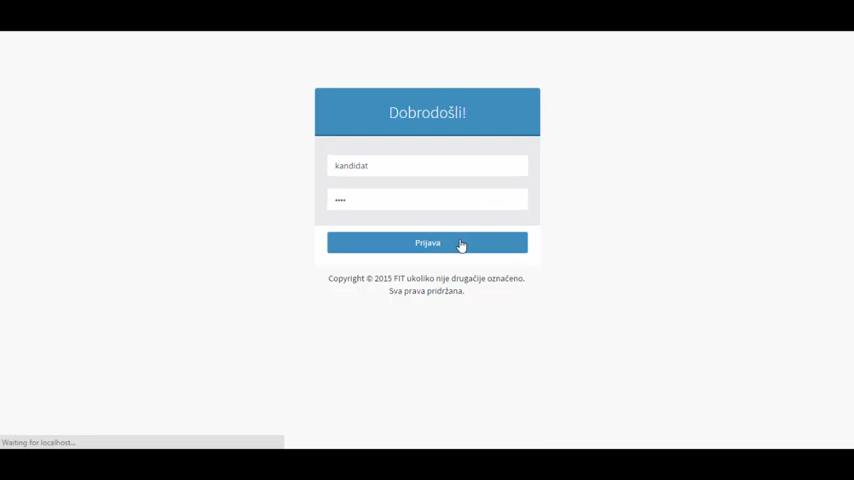 Dobrodošli!
kandidat
••••
Prijava
Copyright © 2015 FIT ukoliko nije drugačije označeno.
Sva prava pridržana.
Waiting for localhost...